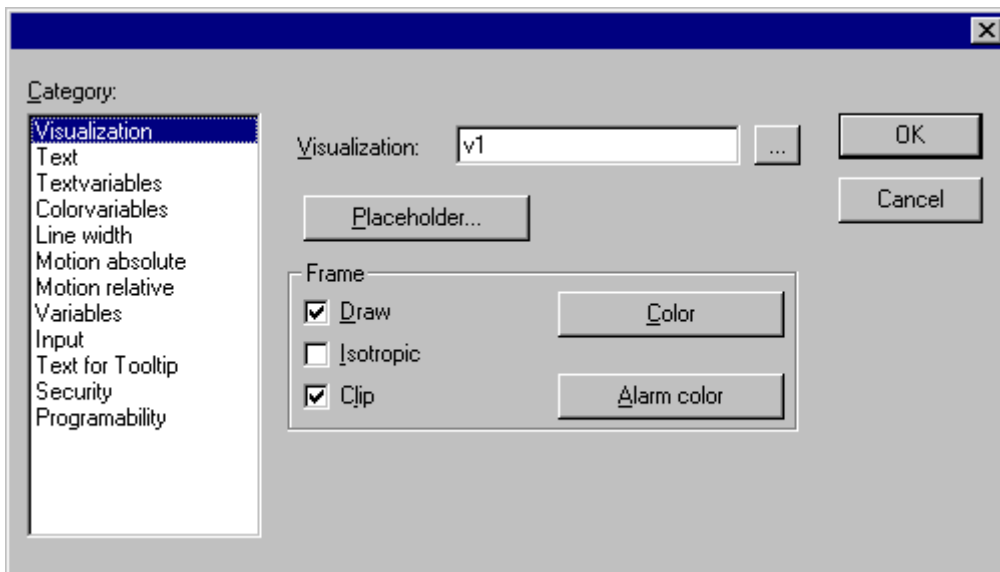 Category:
Visualization
Text
Textvariables
Colorvariables
Line width
Motion absolute
Motion relative
Variables
Input
Text for Tooltip
Security
Programability
Visualization: v1 ...
Placeholder...
Frame
Draw
Isotropic
Clip
Color
Alarm color
OK
Cancel